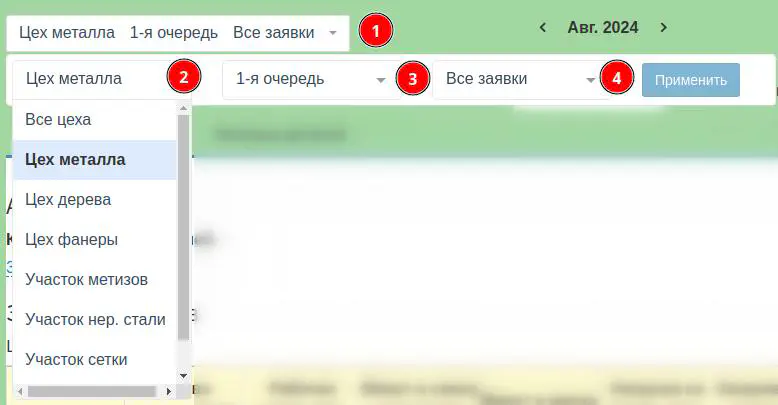 Цех металла 1-я очередь Все заявки 1
Авг. 2024
Цех металла 2 1-я очередь 3 Все заявки 4 Применить
Все цеха
Цех металла
Цех дерева
Цех фанеры
Участок метизов
Участок нер. стали
Участок сетки